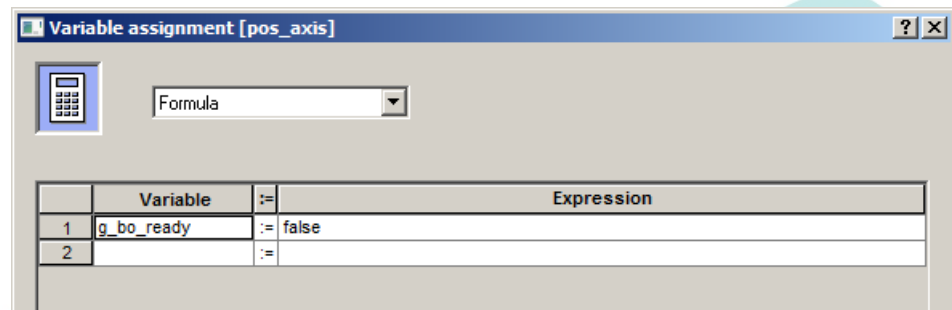 Variable assignment [pos_axis]
Formula
Variable := Expression
1 g_bo_ready := false
2 :=